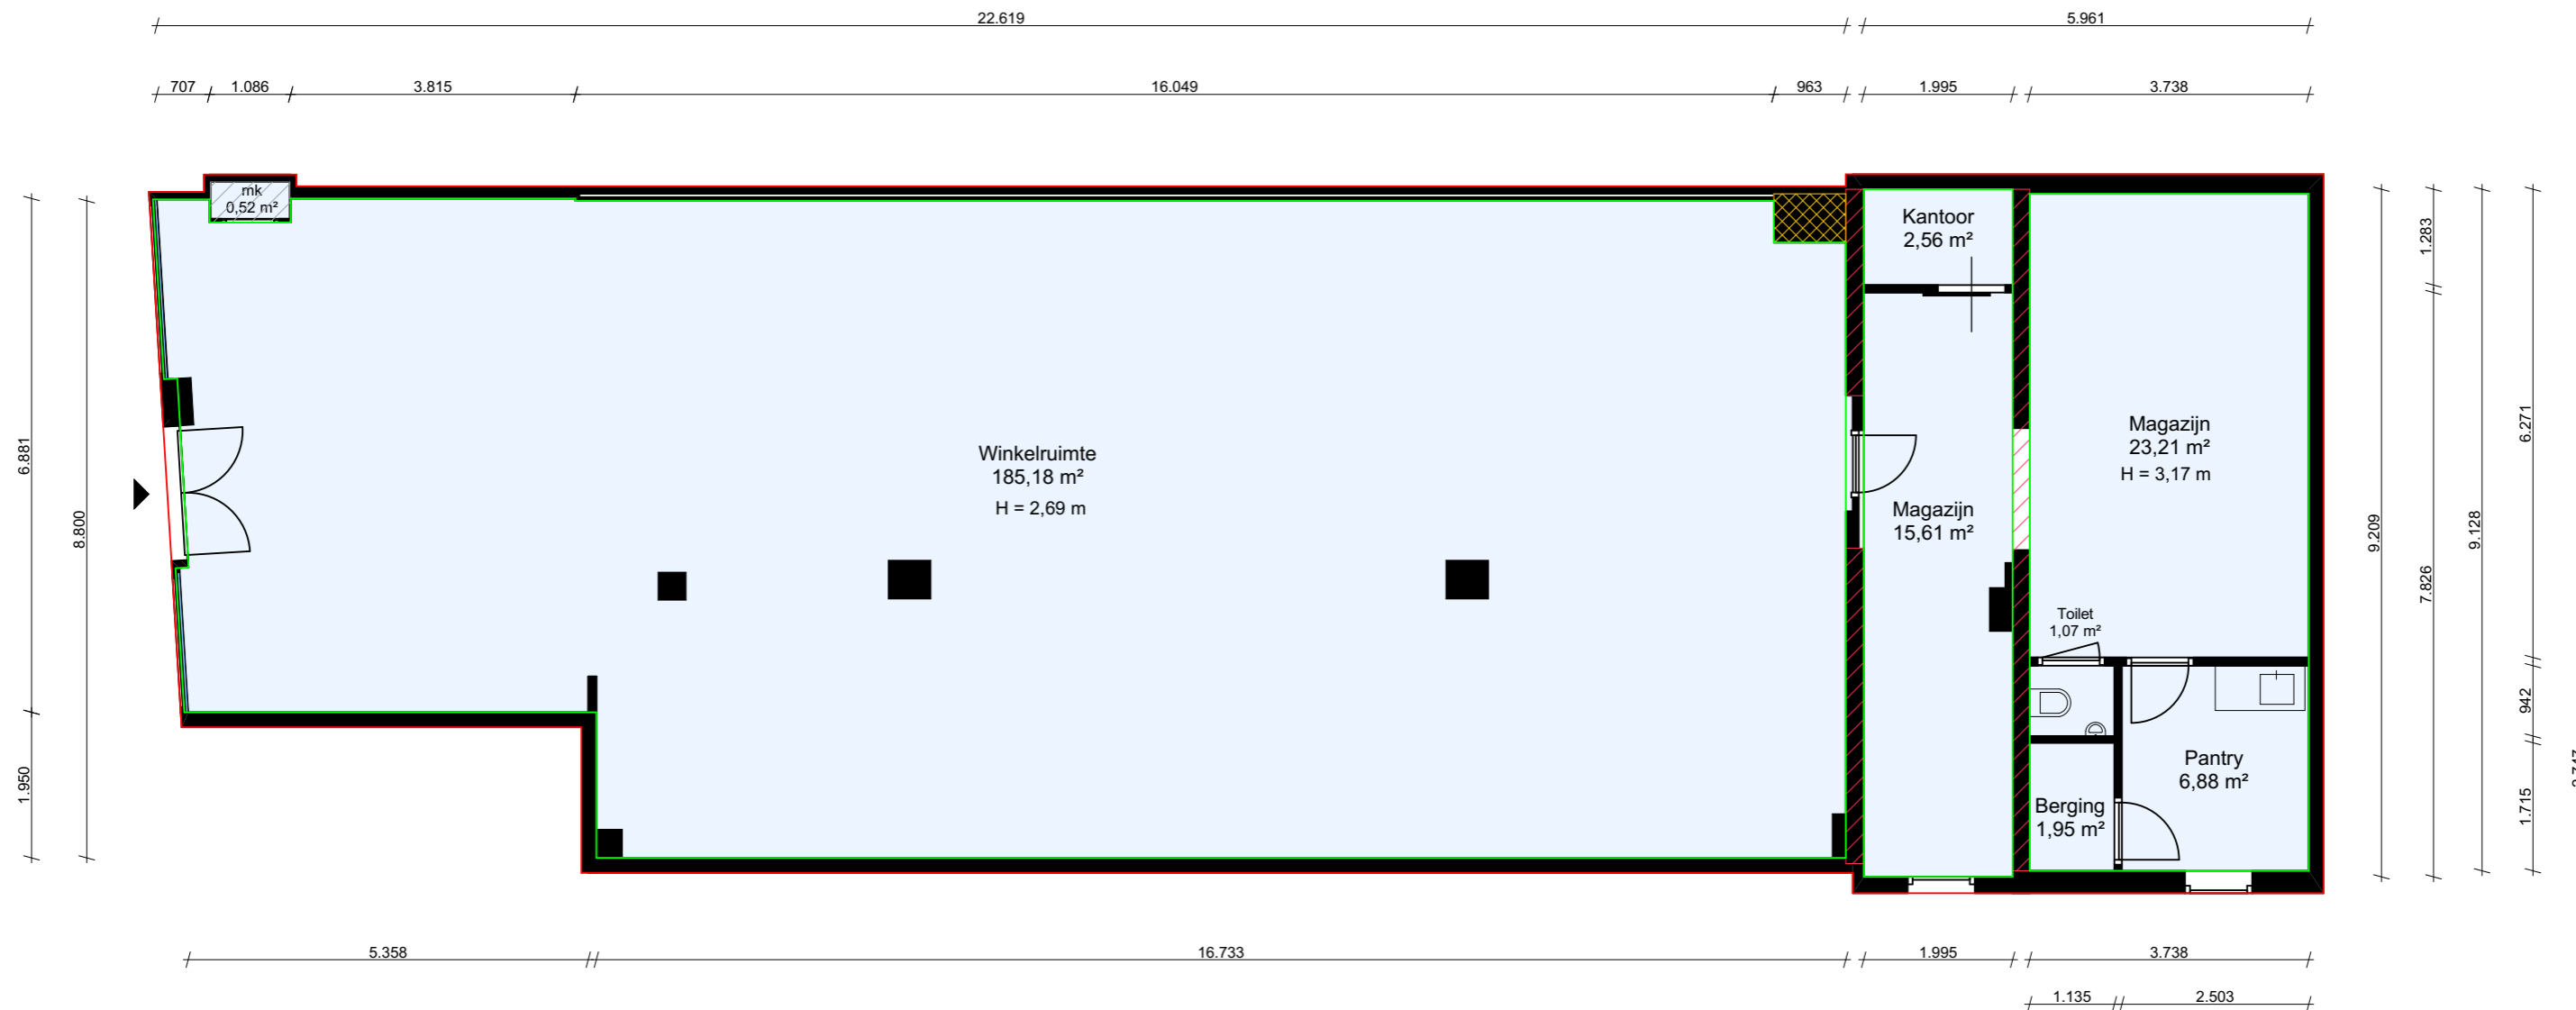 22.619
5.961
707
1.086
3.815
16.049
963
1.995
3.738
mk
0,52 m²
Kantoor
2,56 m²
Winkelruimte
185,18 m²
H = 2,69 m
Magazijn
15,61 m²
Magazijn
23,21 m²
H = 3,17 m
Toilet
1,07 m²
Pantry
6,88 m²
Berging
1,95 m²
6.881
1.950
8.800
9.209
1.283
7.826
9.128
6.271
942
1.715
5.358
16.733
1.995
3.738
1.135
2.503